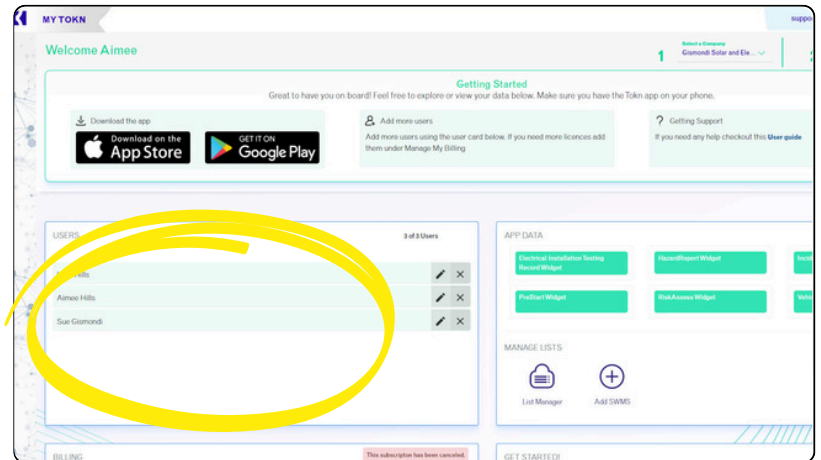 MY TOKN
Welcome Aimee
1
Select a Company
Gismondi Solar and Ele...
Getting Started
Great to have you on board! Feel free to explore or view your data below. Make sure you have the Tokn app on your phone.
Download the app
Download on the
App Store
GET IT ON
Google Play
Add more users
Add more users using the user card below. If you need more licences add
them under Manage My Billing
Getting Support
If you need any help checkout this User guide
USERS
3 of 3 Users
Aimee Hills
Sue Gismondi
APP DATA
Electrical Installation Testing
Record Widget
HazardReport Widget
PreStart Widget
RiskAssess Widget
MANAGE LISTS
List Manager
Add SWMS
BILLING
This subscripton has been canceled.
GET STARTED!